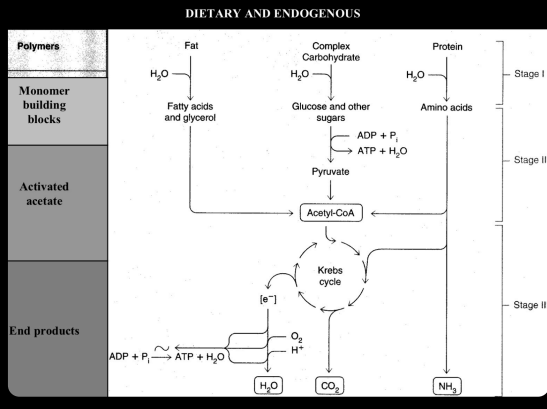 DIETARY AND ENDOGENOUS
Polymers
Fat
Complex
Carbohydrate
Protein
H₂O
H₂O
H₂O
Stage I
Monomer
building
blocks
Fatty acids
and glycerol
Glucose and other
sugars
Amino acids
ADP + Pᵢ
ATP + H₂O
Stage II
Pyruvate
Activated
acetate
Acetyl-CoA
Krebs
cycle
[e⁻]
Stage II
End products
O₂
H⁺
ADP + Pᵢ
~
ATP + H₂O
H₂O
CO₂
NH₃